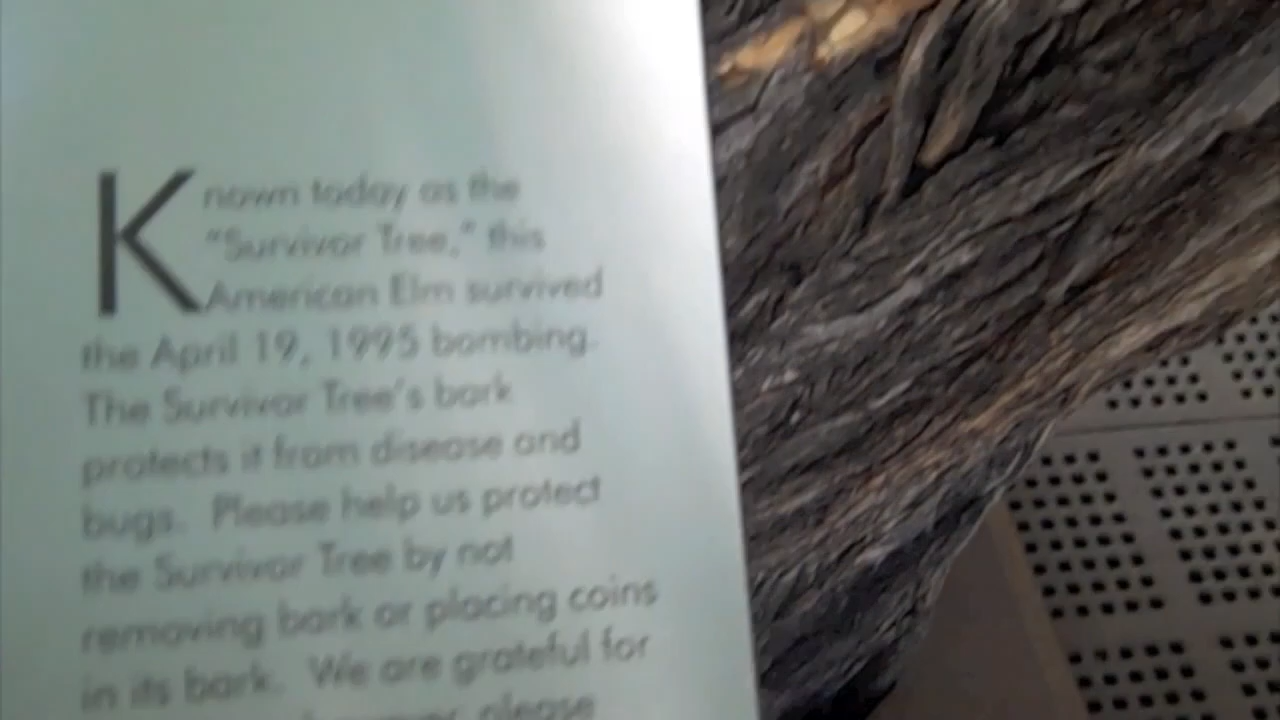 Known today as the
"Survivor Tree," this
American Elm survived
the April 19, 1995 bombing.
The Survivor Tree's bark
protects it from disease and
bugs. Please help us protect
the Survivor Tree by not
removing bark or placing coins
in its bark. We are grateful for
however, please